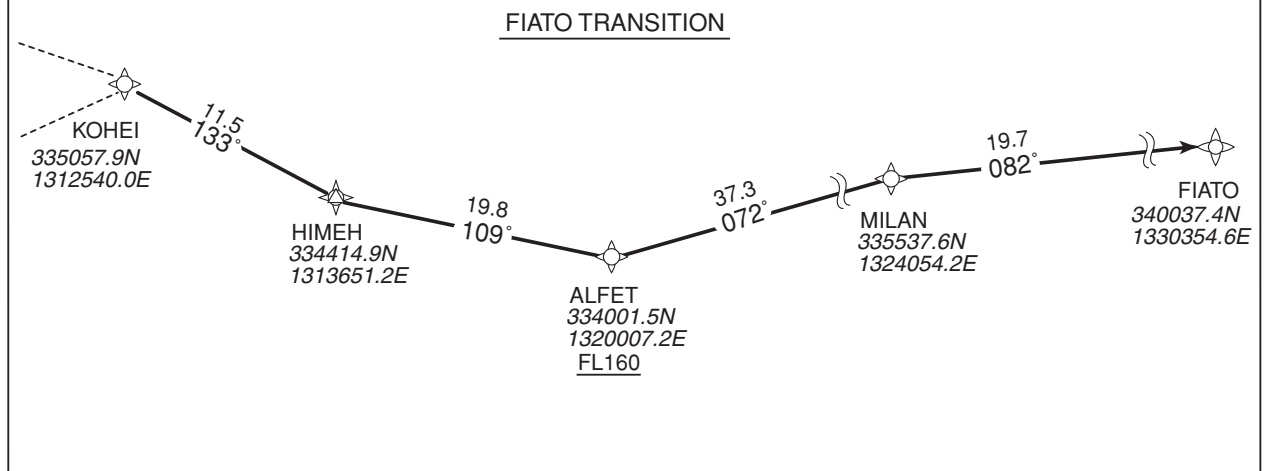 FIATO TRANSITION
KOHEI
335057.9N
1312540.0E
11.5
133°
HIMEH
334414.9N
1313651.2E
19.8
109°
ALFET
334001.5N
1320007.2E
FL160
37.3
072°
MILAN
335537.6N
1324054.2E
19.7
082°
FIATO
340037.4N
1330354.6E